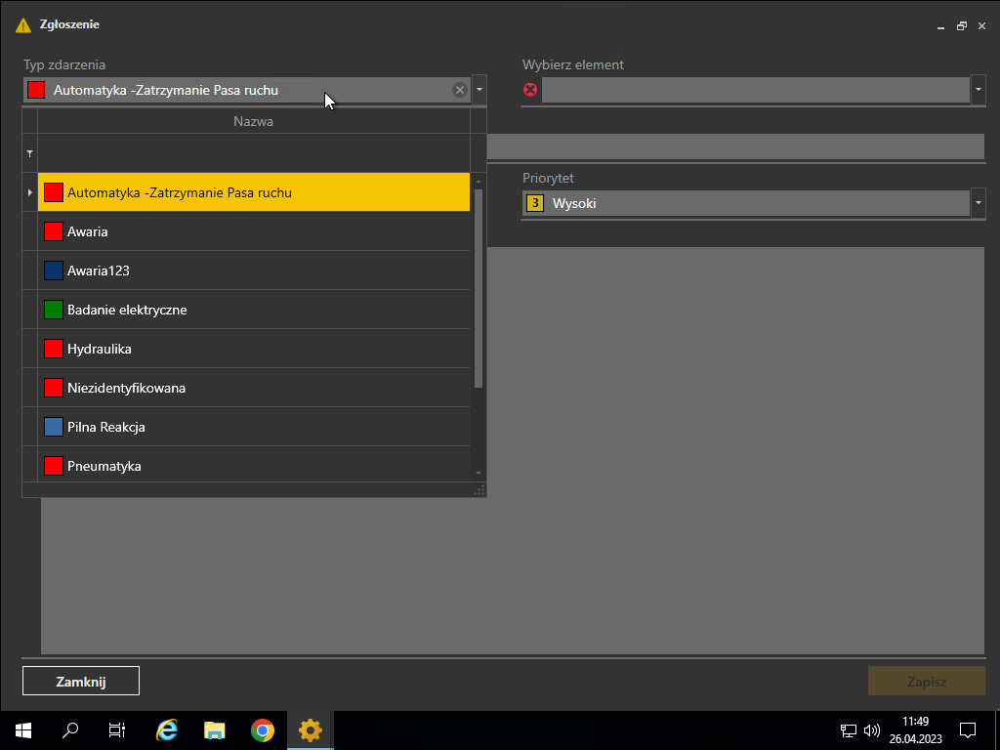 Zgłoszenie
Typ zdarzenia
Wybierz element
Automatyka -Zatrzymanie Pasa ruchu
Nazwa
Priorytet
Automatyka -Zatrzymanie Pasa ruchu
3 Wysoki
Awaria
Awaria123
Badanie elektryczne
Hydraulika
Niezidentyfikowana
Pilna Reakcja
Pneumatyka
Zamknij
Zapisz
11:49
26.04.2023